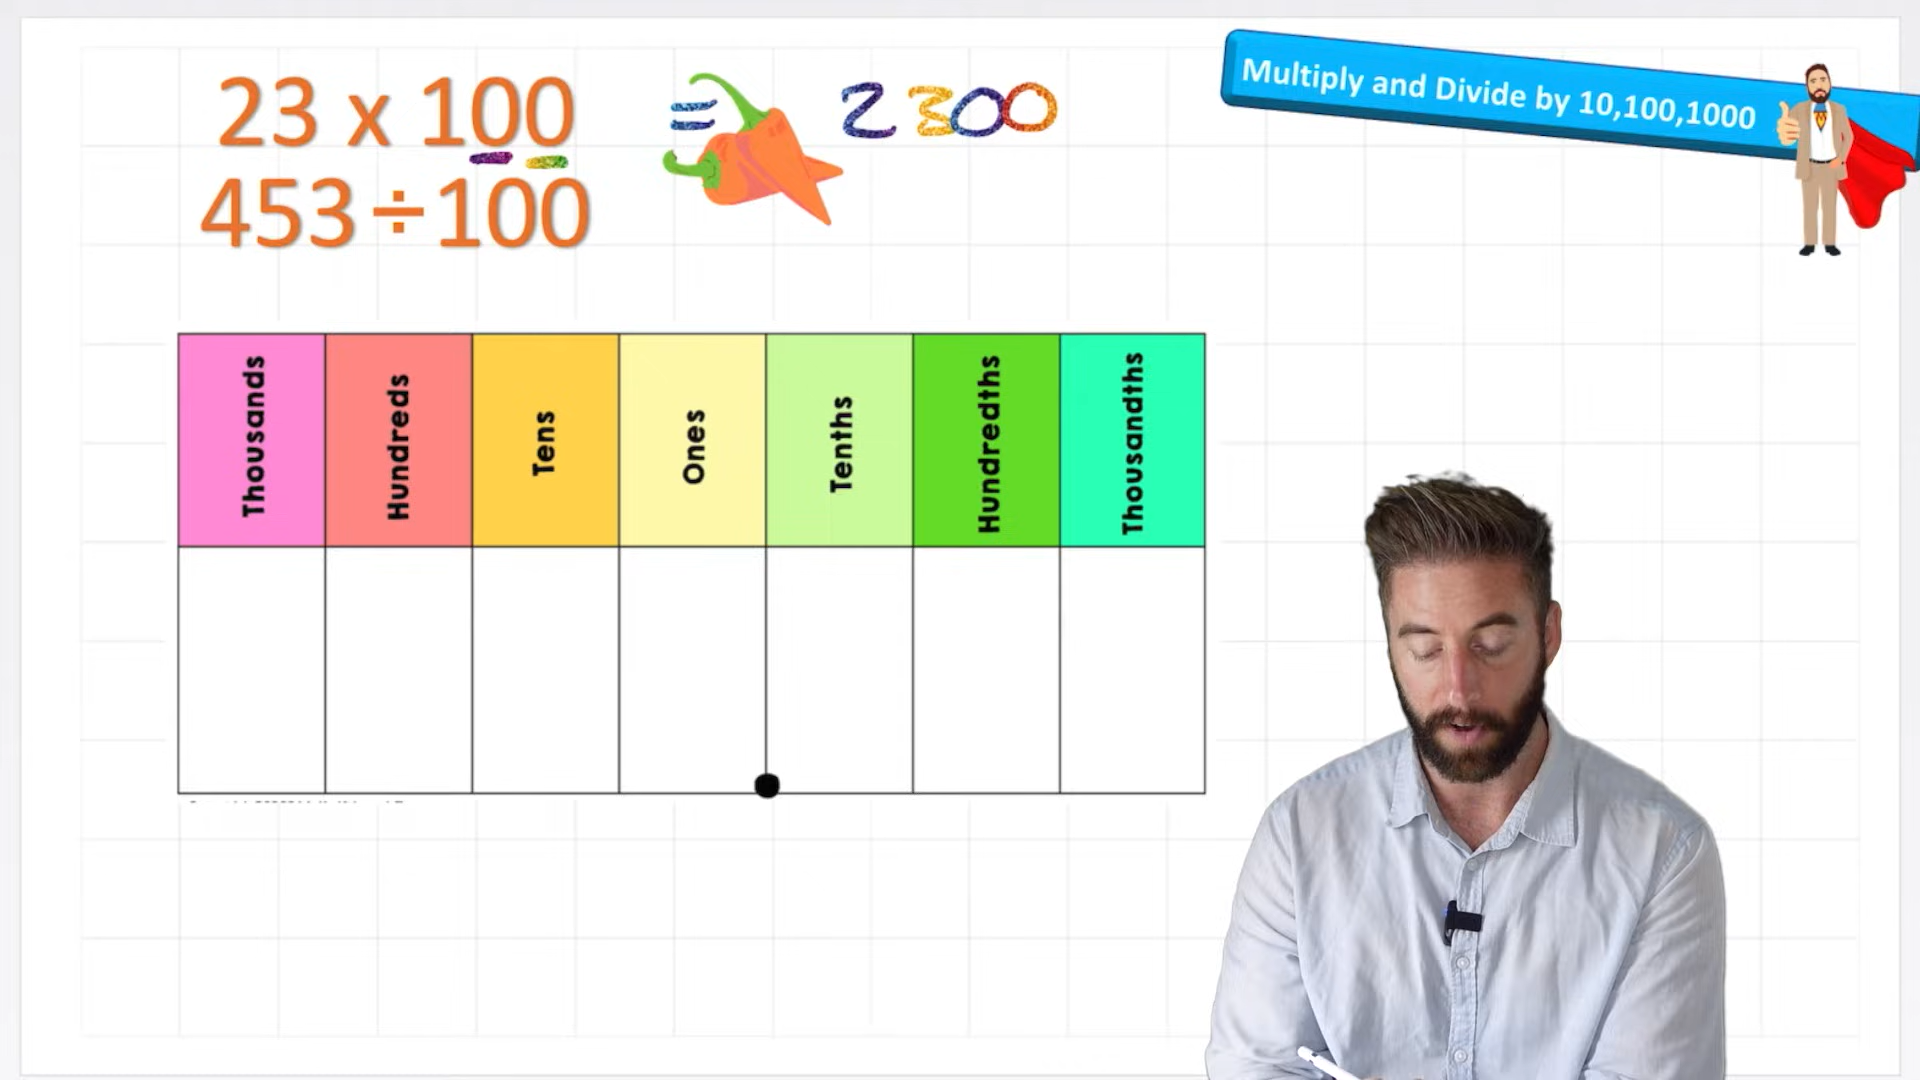 23 x 100
= 2300
453÷100
Multiply and Divide by 10,100,1000
Thousands
Hundreds
Tens
Ones
Tenths
Hundredths
Thousandths